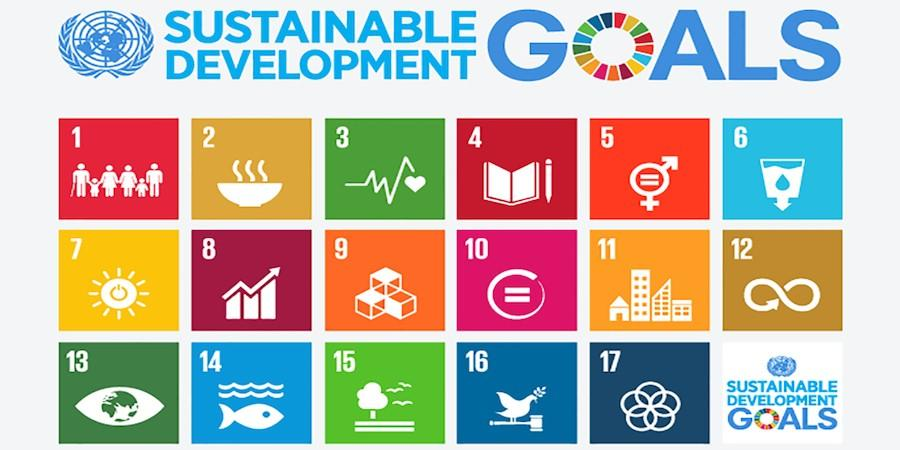 SUSTAINABLE
DEVELOPMENT
GOALS
1
2
3
4
5
6
7
8
9
10
11
12
13
14
15
16
17
SUSTAINABLE
DEVELOPMENT
GOALS